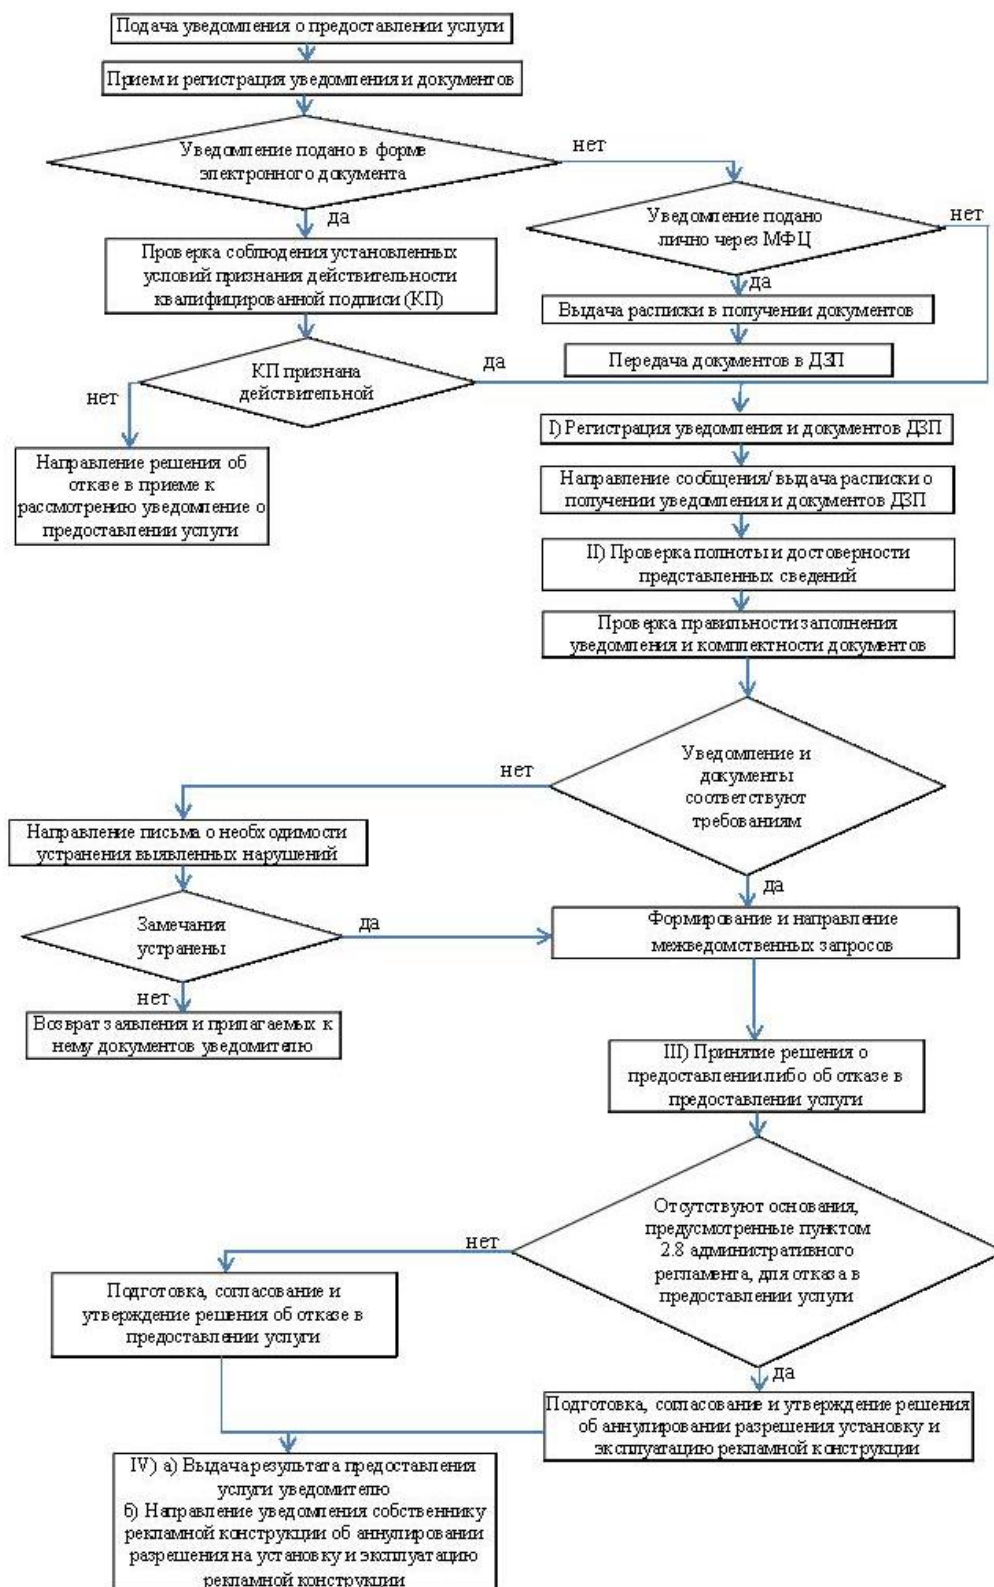 Подача уведомления о предоставлении услуги
Прием и регистрация уведомления и документов
Уведомление подано в форме
электронного документа
нет
да
Уведомление подано
лично через МФЦ
нет
да
Проверка соблюдения установленных
условий признания действительности
квалифицированной подписи (КП)
Выдача расписки в получении документов
Передача документов в ДЗП
КП признана
действительной
да
нет
I) Регистрация уведомления и документов ДЗП
Направление решения об
отказе в приеме к
рассмотрению уведомление о
предоставлении услуги
Направление сообщения/ выдача расписки о
получении уведомления и документов ДЗП
II) Проверка полноты и достоверности
представленных сведений
Проверка правильности заполнения
уведомления и комплектности документов
Уведомление и
документы
соответствуют
требованиям
нет
да
Направление письма о необходимости
устранения выявленных нарушений
Замечания
устранены
да
нет
Формирование и направление
межведомственных запросов
Возврат заявления и прилагаемых к
нему документов уведомителю
III) Принятие решения о
предоставлении либо об отказе в
предоставлении услуги
Отсутствуют основания,
предусмотренные пунктом
2.8 административного
регламента, для отказа в
предоставлении услуги
нет
да
Подготовка, согласование и
утверждение решения об отказе в
предоставлении услуги
Подготовка, согласование и утверждение решения
об аннулировании разрешения установку и
эксплуатацию рекламной конструкции
IV) а) Выдача результата предоставления
услуги уведомителю
б) Направление уведомления собственнику
рекламной конструкции об аннулировании
разрешения на установку и эксплуатацию
рекламной конструкции